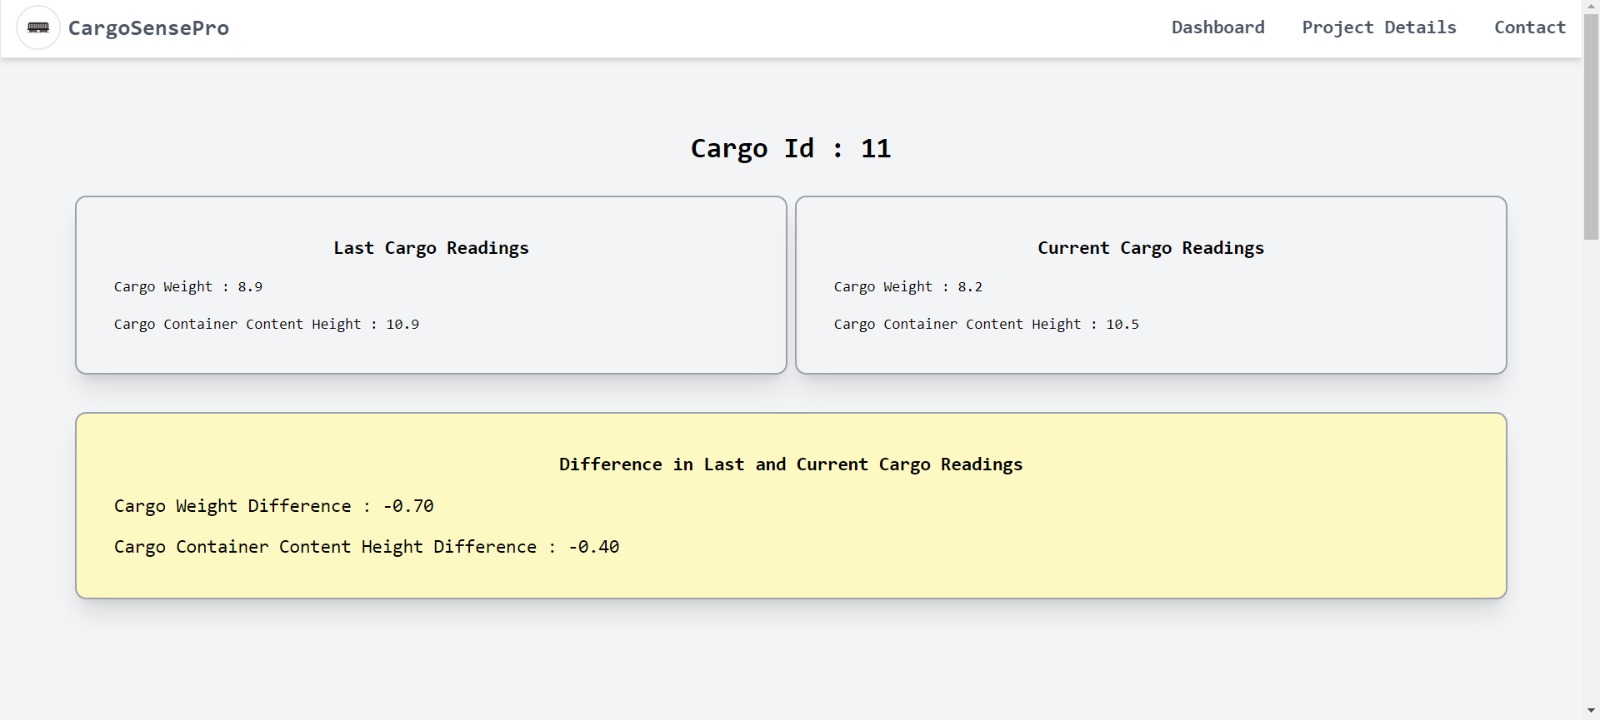 CargoSensePro
Dashboard Project Details Contact
Cargo Id : 11
Last Cargo Readings
Cargo Weight : 8.9
Cargo Container Content Height : 10.9
Current Cargo Readings
Cargo Weight : 8.2
Cargo Container Content Height : 10.5
Difference in Last and Current Cargo Readings
Cargo Weight Difference : -0.70
Cargo Container Content Height Difference : -0.40